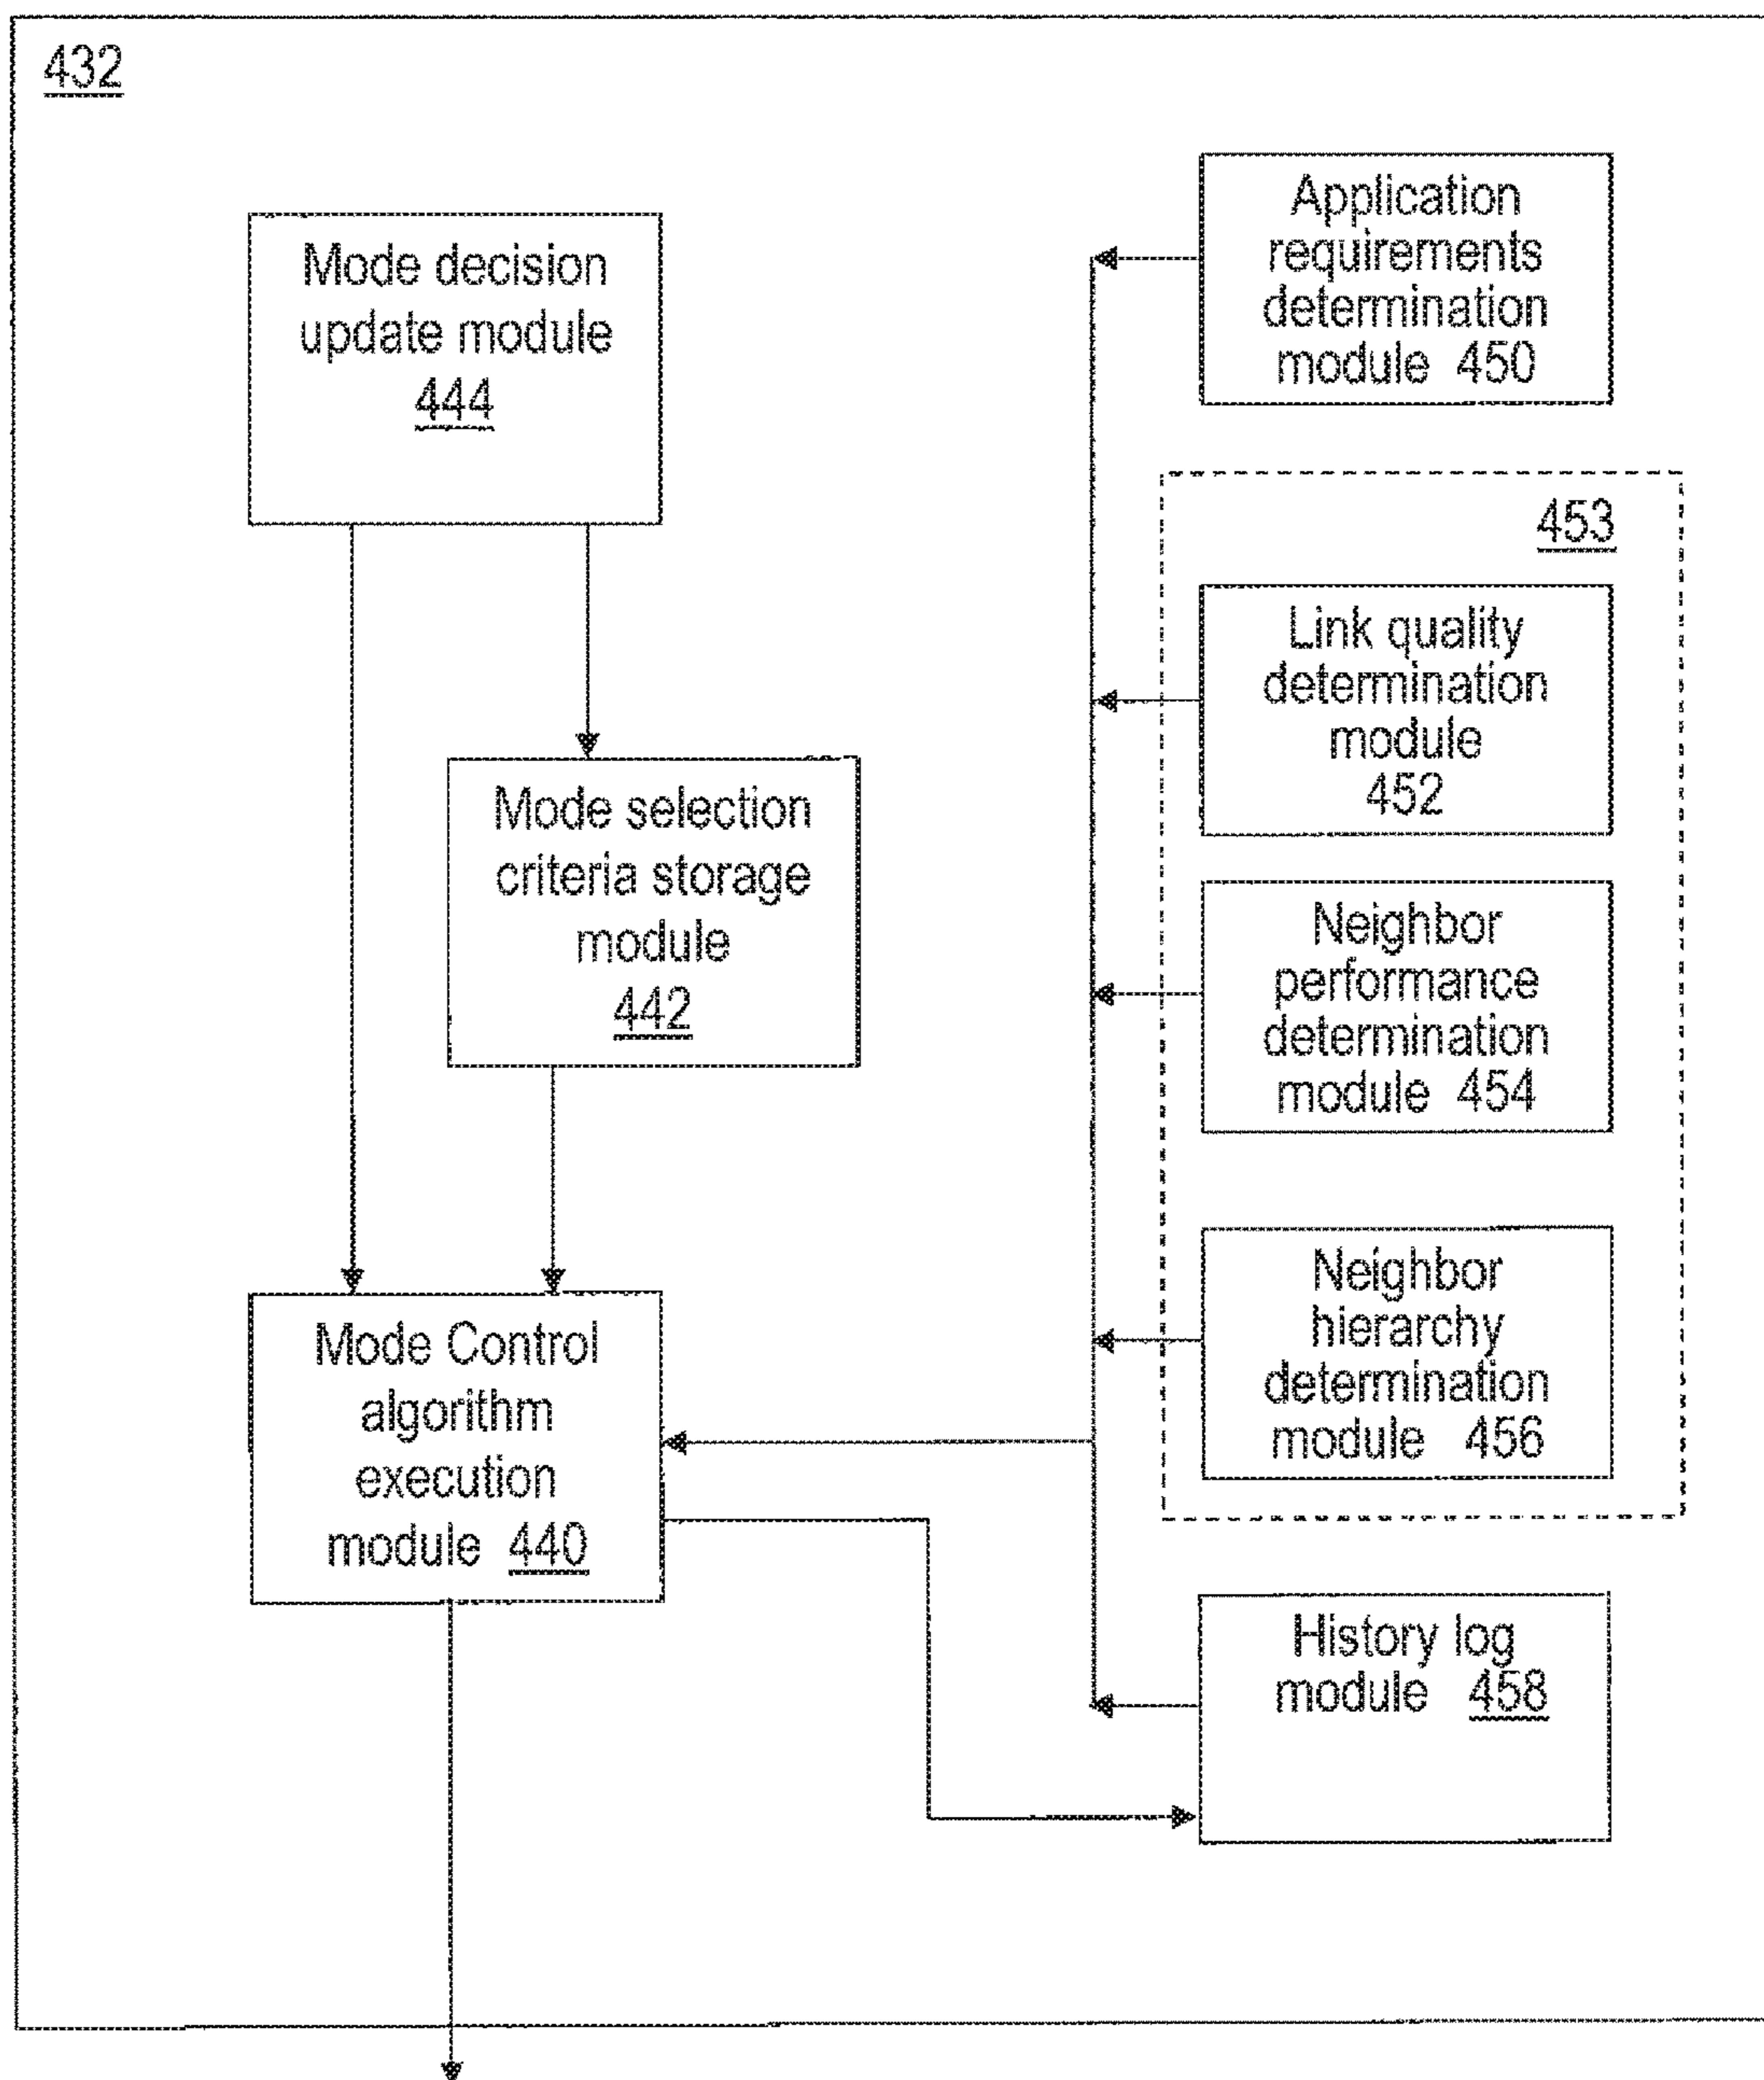 432
Mode decision
update module
444
Mode selection
criteria storage
module
442
Mode Control
algorithm
execution
module 440
Application
requirements
determination
module 450
453
Link quality
determination
module
452
Neighbor
performance
determination
module 454
Neighbor
hierarchy
determination
module 456
History log
module 458